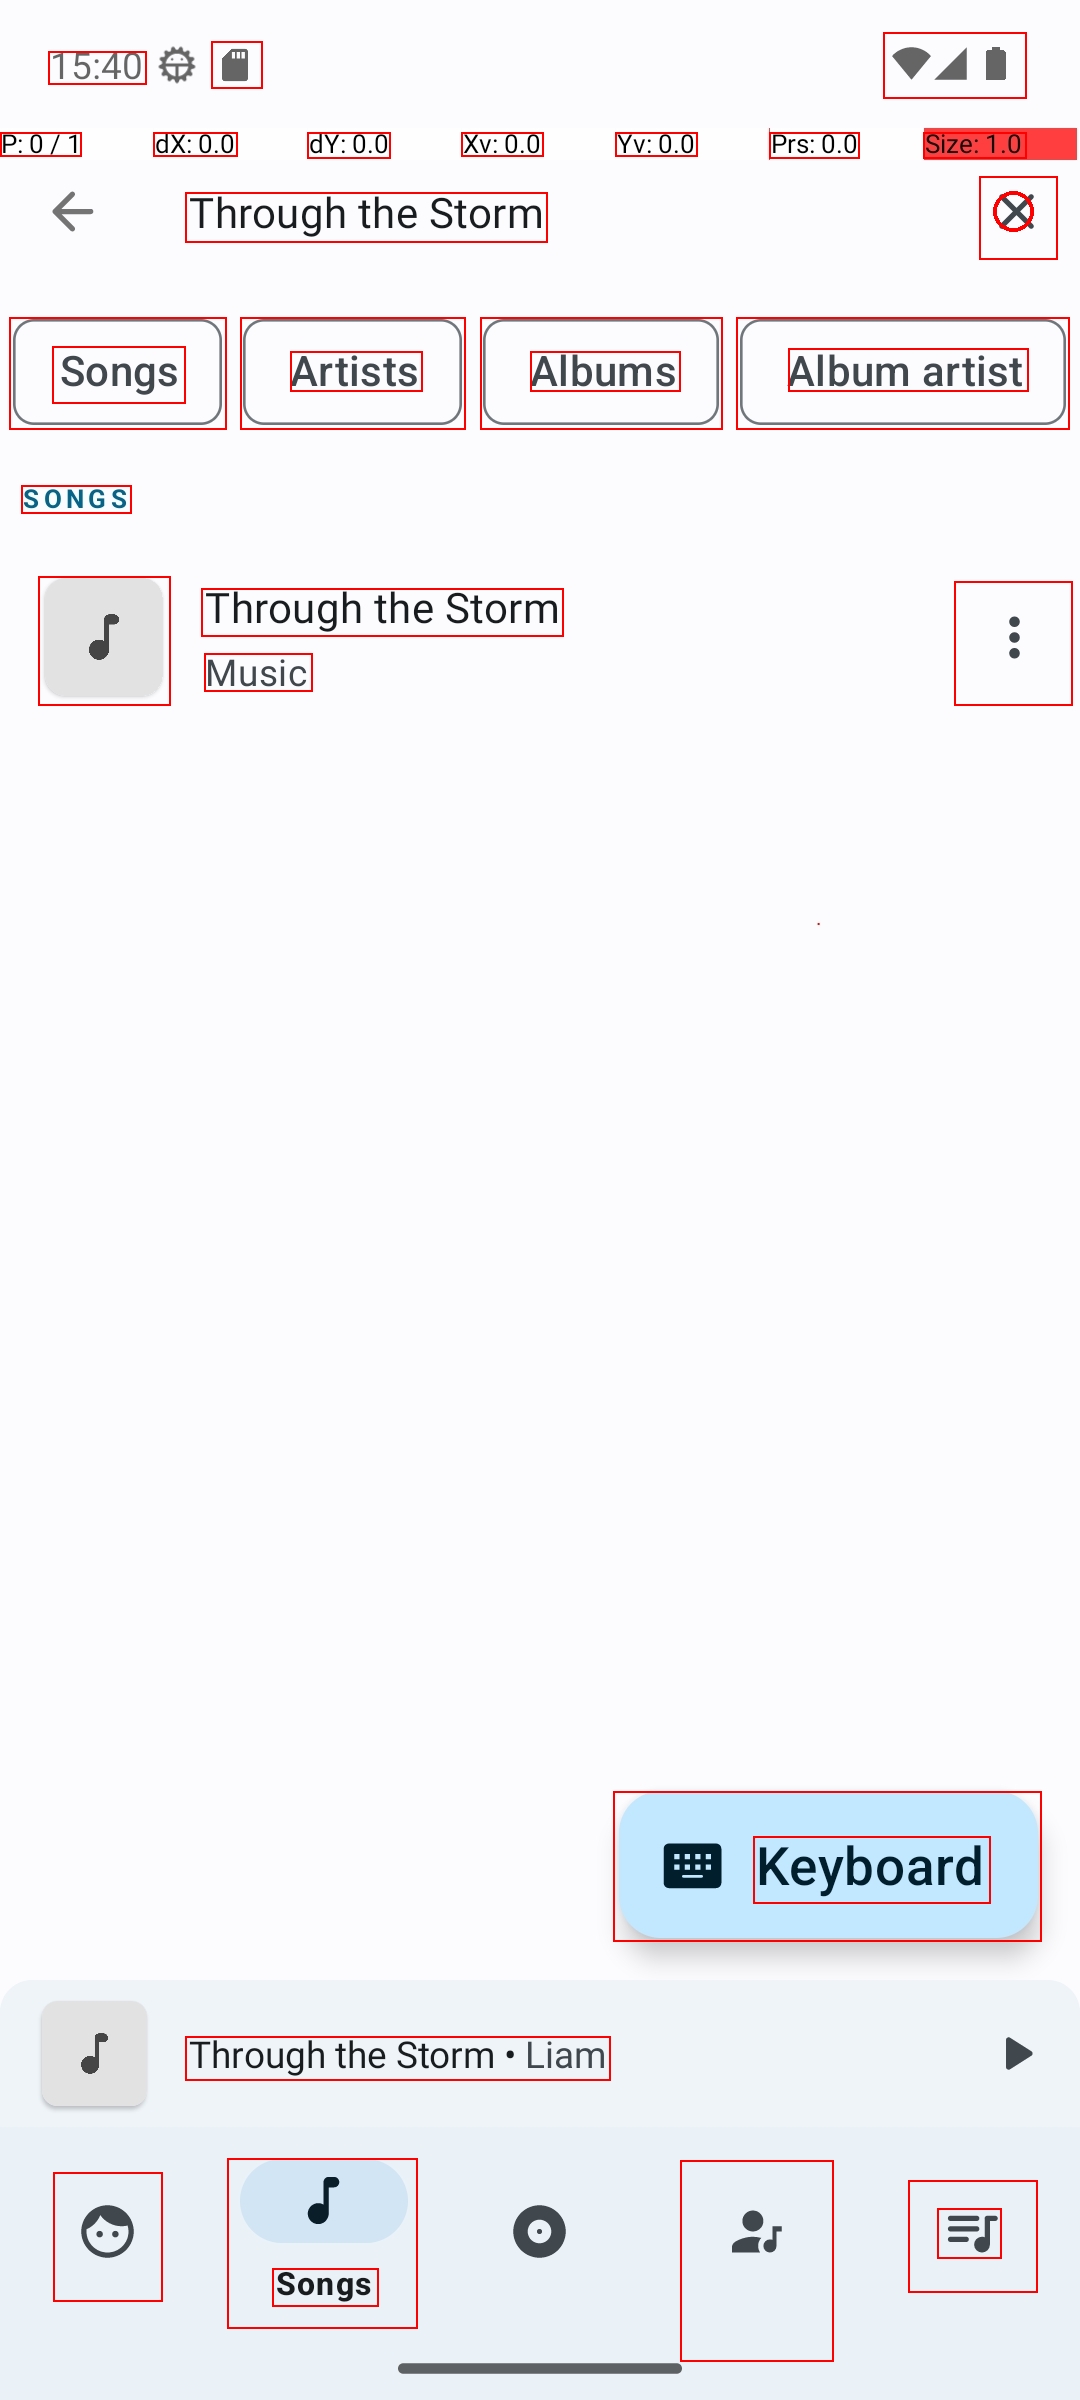 15:40
P: 0 / 1 dX: 0.0 dY: 0.0 Xv: 0.0 Yv: 0.0 Prs: 0.0 Size: 1.0
Through the Storm
Songs Artists Albums Album artist
SONGS
Through the Storm
Music
Keyboard
Through the Storm • Liam
Songs